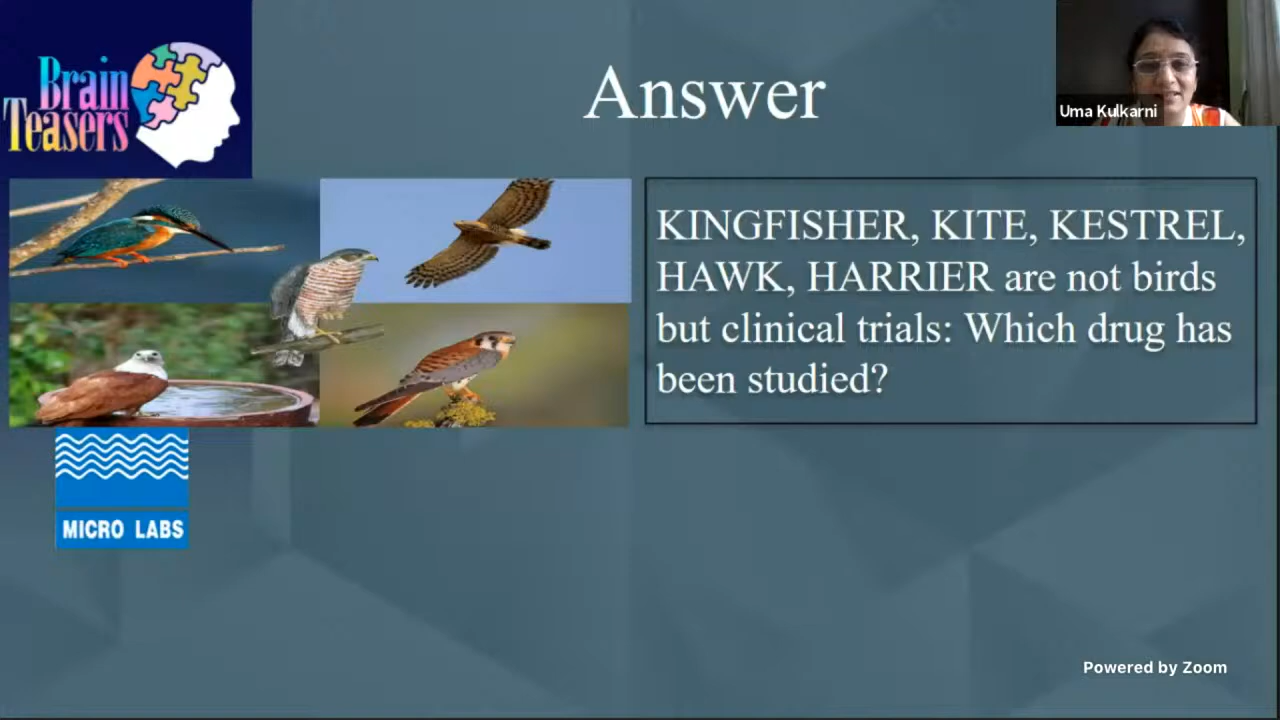 Brain
Teasers
Answer
Uma Kulkarni
KINGFISHER, KITE, KESTREL,
HAWK, HARRIER are not birds
but clinical trials: Which drug has
been studied?
MICRO LABS
Powered by Zoom